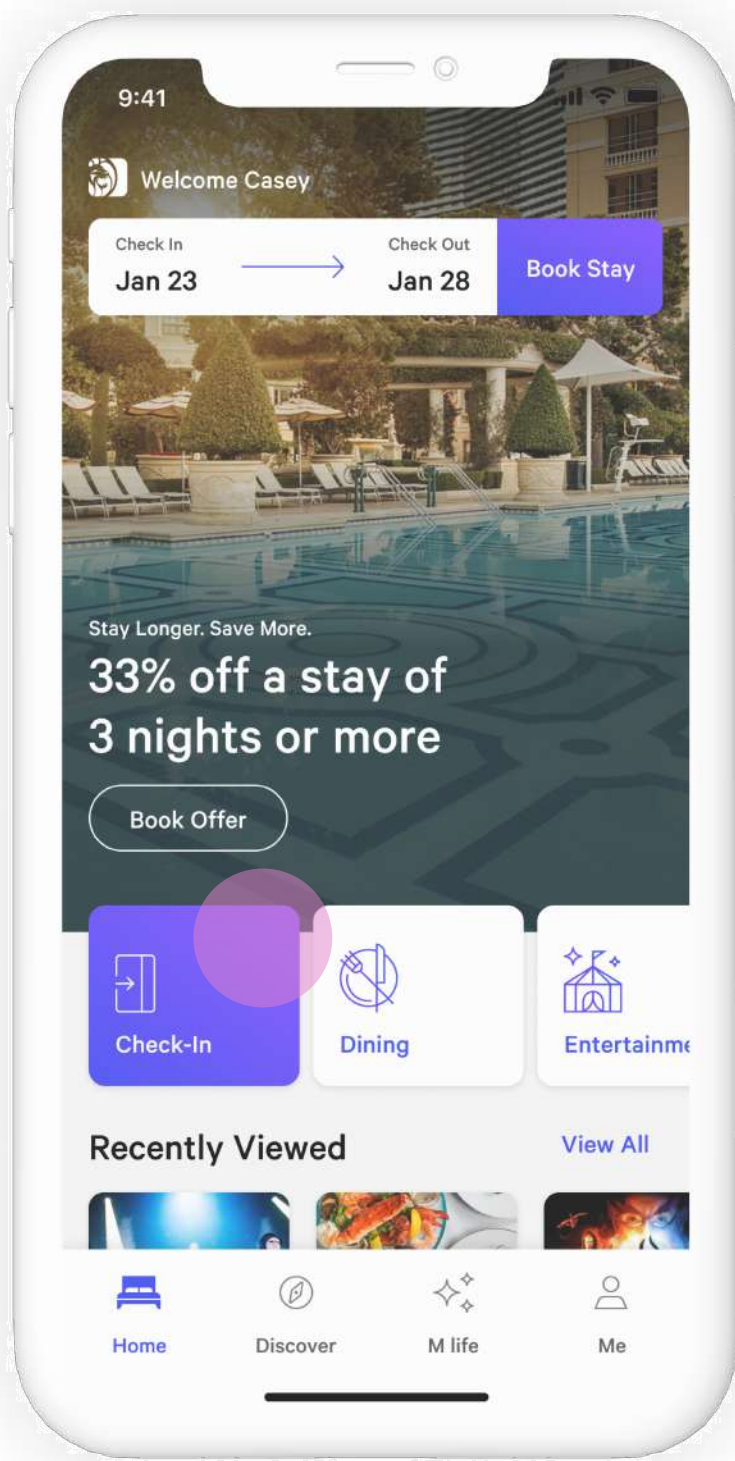 9:41
Welcome Casey
Check In
Check Out
Jan 23
Jan 28
Book Stay
Stay Longer. Save More.
33% off a stay of
3 nights or more
Book Offer
Check-In
Dining
Entertainme
Recently Viewed
View All
Home
Discover
M life
Me